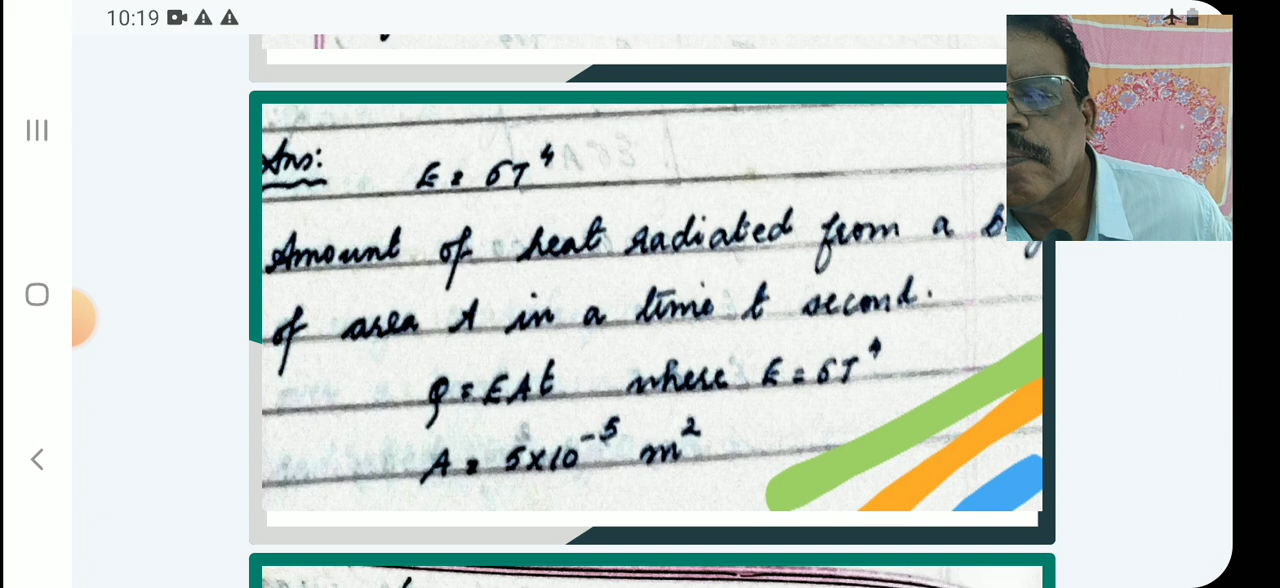 10:19
Ans: E = σT⁴
Amount of heat radiated from a
of area A in a time t second.
Q = EAt where E = σT⁴
A = 5×10⁻⁵ m²